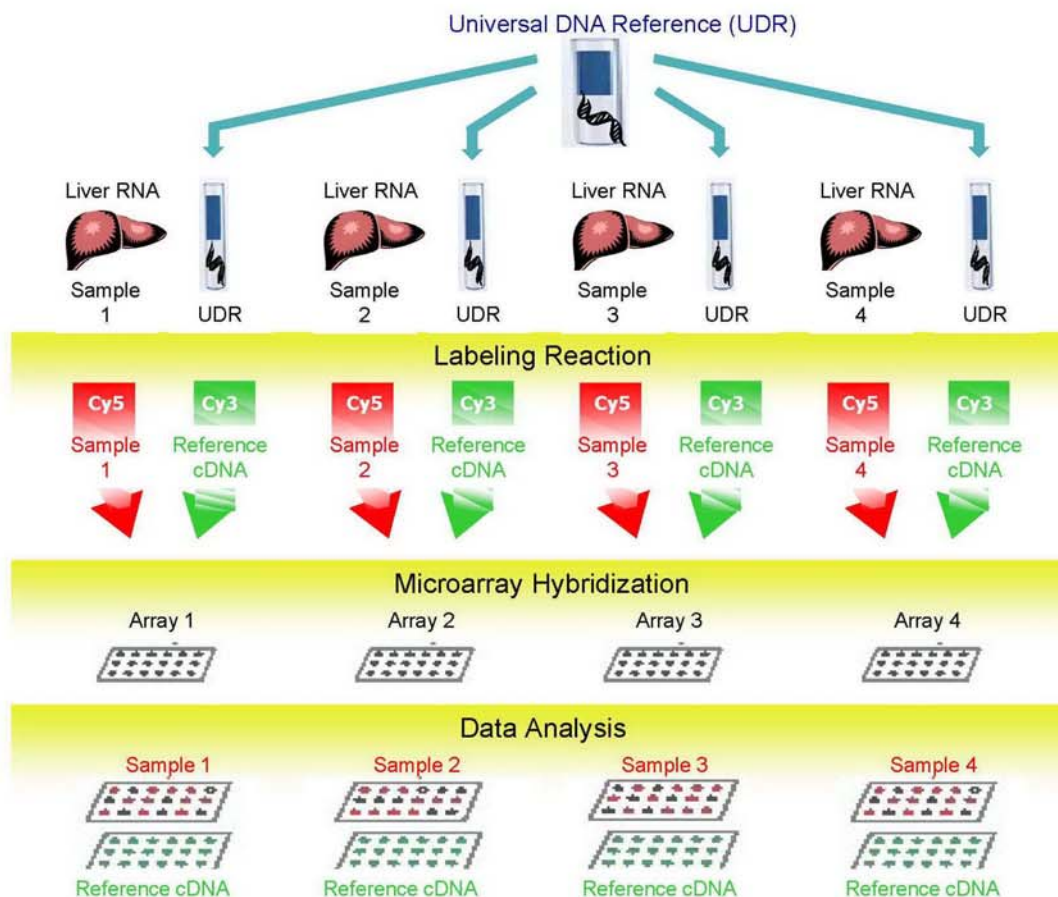 Universal DNA Reference (UDR)
Liver RNA
Liver RNA
Liver RNA
Liver RNA
Sample
1
UDR
Sample
2
UDR
Sample
3
UDR
Sample
4
UDR
Labeling Reaction
Cy5
Cy3
Cy5
Cy3
Cy5
Cy3
Cy5
Cy3
Sample
1
Reference
cDNA
Sample
2
Reference
cDNA
Sample
3
Reference
cDNA
Sample
4
Reference
cDNA
Microarray Hybridization
Array 1
Array 2
Array 3
Array 4
Data Analysis
Sample 1
Sample 2
Sample 3
Sample 4
Reference cDNA
Reference cDNA
Reference cDNA
Reference cDNA